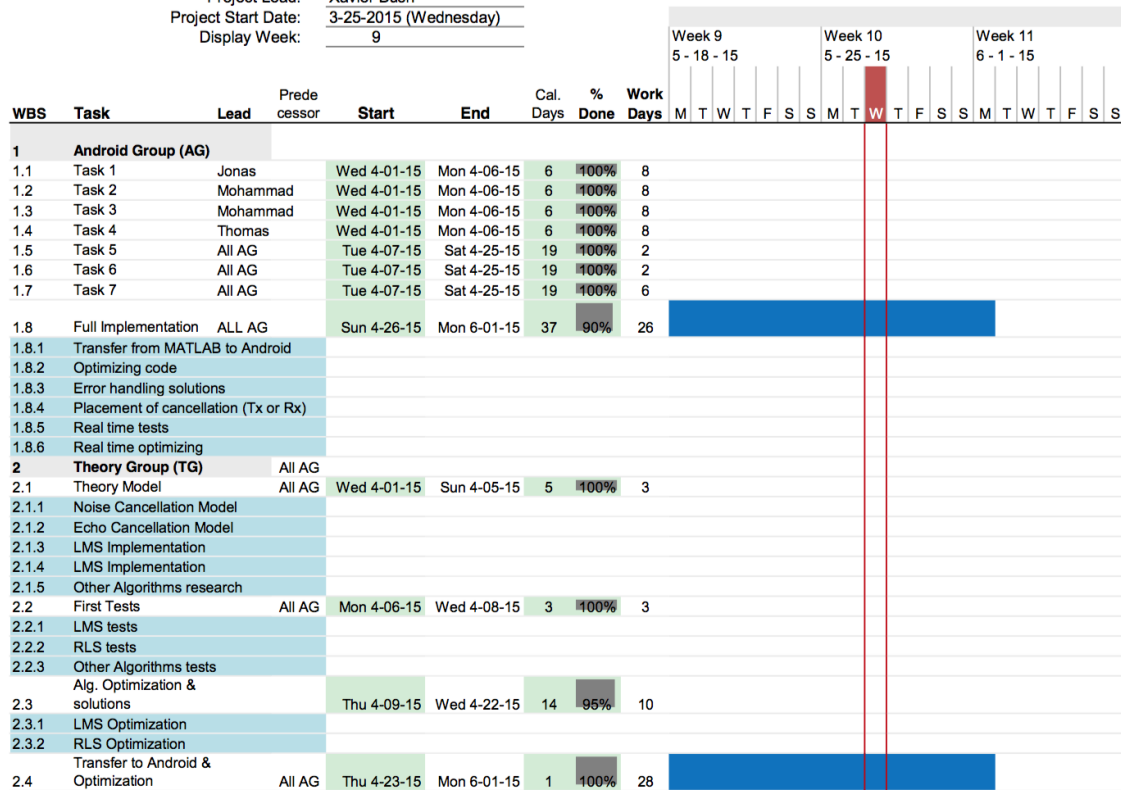 Project Start Date: 3-25-2015 (Wednesday)
Display Week: 9
Week 9 Week 10 Week 11
5 - 18 - 15 5 - 25 - 15 6 - 1 - 15
WBS Task Lead Prede cessor Start End Cal. Days % Done Work Days M T W T F S S M T W T F S S M T W T F S S
1 Android Group (AG)
1.1 Task 1 Jonas Wed 4-01-15 Mon 4-06-15 6 100% 8
1.2 Task 2 Mohammad Wed 4-01-15 Mon 4-06-15 6 100% 8
1.3 Task 3 Mohammad Wed 4-01-15 Mon 4-06-15 6 100% 8
1.4 Task 4 Thomas Wed 4-01-15 Mon 4-06-15 6 100% 8
1.5 Task 5 All AG Tue 4-07-15 Sat 4-25-15 19 100% 2
1.6 Task 6 All AG Tue 4-07-15 Sat 4-25-15 19 100% 2
1.7 Task 7 All AG Tue 4-07-15 Sat 4-25-15 19 100% 6
1.8 Full Implementation ALL AG Sun 4-26-15 Mon 6-01-15 37 90% 26
1.8.1 Transfer from MATLAB to Android
1.8.2 Optimizing code
1.8.3 Error handling solutions
1.8.4 Placement of cancellation (Tx or Rx)
1.8.5 Real time tests
1.8.6 Real time optimizing
2 Theory Group (TG) All AG
2.1 Theory Model All AG Wed 4-01-15 Sun 4-05-15 5 100% 3
2.1.1 Noise Cancellation Model
2.1.2 Echo Cancellation Model
2.1.3 LMS Implementation
2.1.4 LMS Implementation
2.1.5 Other Algorithms research
2.2 First Tests All AG Mon 4-06-15 Wed 4-08-15 3 100% 3
2.2.1 LMS tests
2.2.2 RLS tests
2.2.3 Other Algorithms tests
Alg. Optimization &
2.3 solutions Thu 4-09-15 Wed 4-22-15 14 95% 10
2.3.1 LMS Optimization
2.3.2 RLS Optimization
Transfer to Android &
2.4 Optimization All AG Thu 4-23-15 Mon 6-01-15 1 100% 28